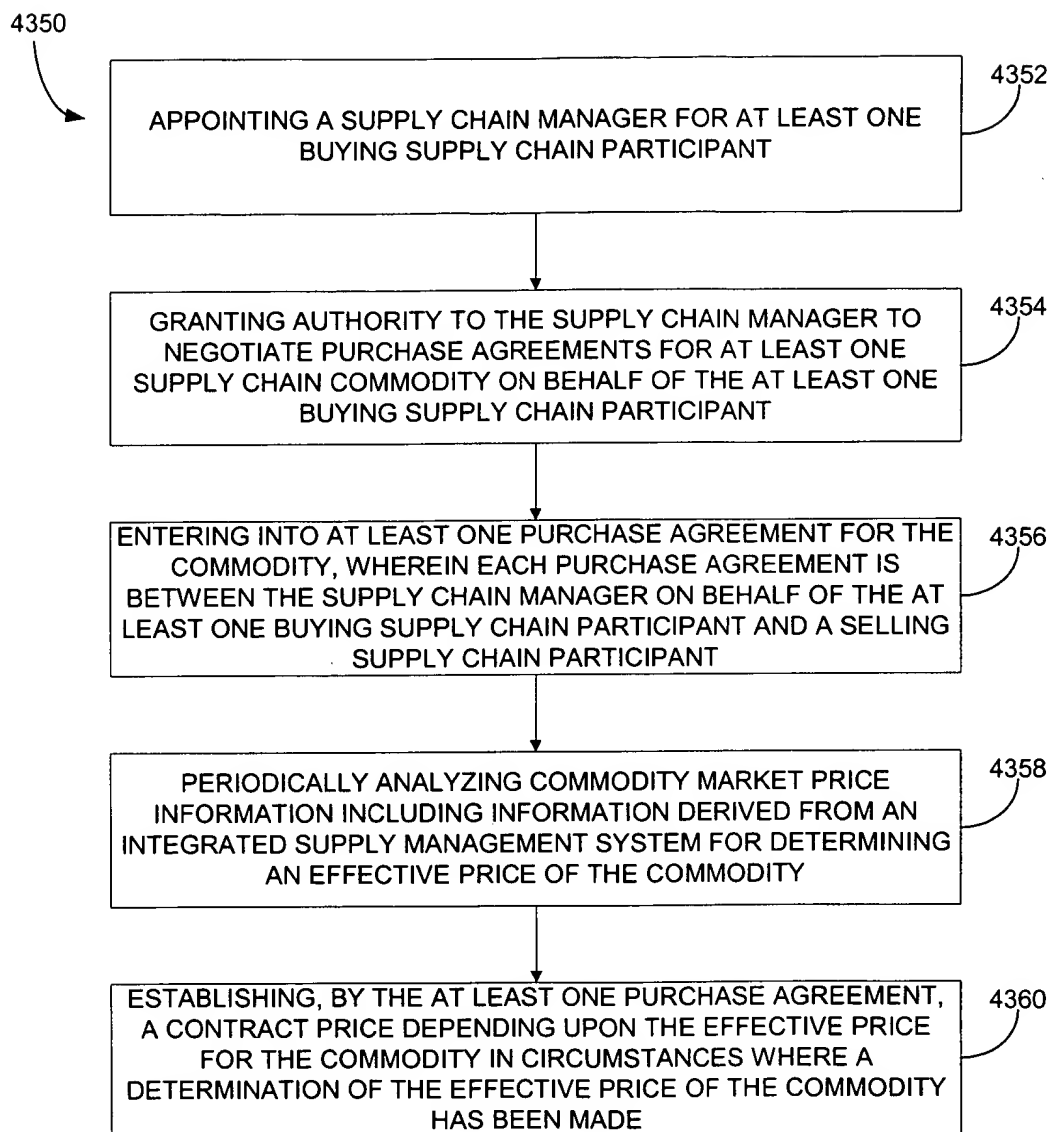 4350
4352
APPOINTING A SUPPLY CHAIN MANAGER FOR AT LEAST ONE
BUYING SUPPLY CHAIN PARTICIPANT
4354
GRANTING AUTHORITY TO THE SUPPLY CHAIN MANAGER TO
NEGOTIATE PURCHASE AGREEMENTS FOR AT LEAST ONE
SUPPLY CHAIN COMMODITY ON BEHALF OF THE AT LEAST ONE
BUYING SUPPLY CHAIN PARTICIPANT
4356
ENTERING INTO AT LEAST ONE PURCHASE AGREEMENT FOR THE
COMMODITY, WHEREIN EACH PURCHASE AGREEMENT IS
BETWEEN THE SUPPLY CHAIN MANAGER ON BEHALF OF THE AT
LEAST ONE BUYING SUPPLY CHAIN PARTICIPANT AND A SELLING
SUPPLY CHAIN PARTICIPANT
4358
PERIODICALLY ANALYZING COMMODITY MARKET PRICE
INFORMATION INCLUDING INFORMATION DERIVED FROM AN
INTEGRATED SUPPLY MANAGEMENT SYSTEM FOR DETERMINING
AN EFFECTIVE PRICE OF THE COMMODITY
4360
ESTABLISHING, BY THE AT LEAST ONE PURCHASE AGREEMENT,
A CONTRACT PRICE DEPENDING UPON THE EFFECTIVE PRICE
FOR THE COMMODITY IN CIRCUMSTANCES WHERE A
DETERMINATION OF THE EFFECTIVE PRICE OF THE COMMODITY
HAS BEEN MADE